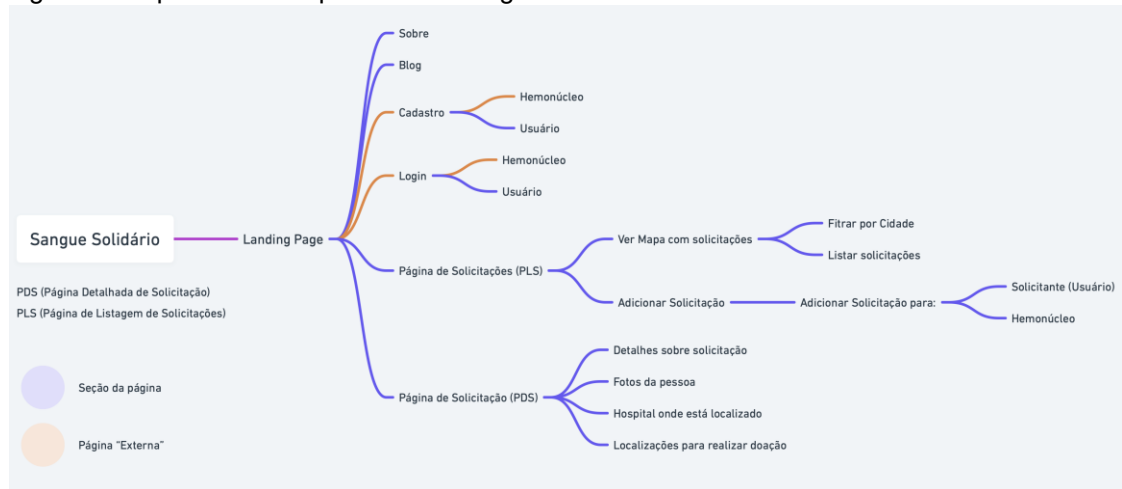 Sobre
Blog
Cadastro
Hemonúcleo
Usuário
Login
Hemonúcleo
Usuário
Sangue Solidário
Landing Page
Página de Solicitações (PLS)
Ver Mapa com solicitações
Fitrar por Cidade
Listar solicitações
Adicionar Solicitação
Adicionar Solicitação para:
Solicitante (Usuário)
Hemonúcleo
Página de Solicitação (PDS)
Detalhes sobre solicitação
Fotos da pessoa
Hospital onde está localizado
Localizações para realizar doação
PDS (Página Detalhada de Solicitação)
PLS (Página de Listagem de Solicitações)
Seção da página
Página "Externa"